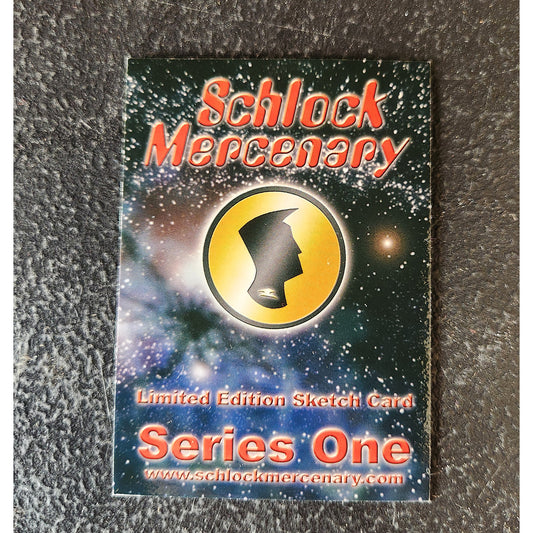 Schlock
Mercenary
Limited Edition Sketch Card
Series One
www.schlockmercenary.com